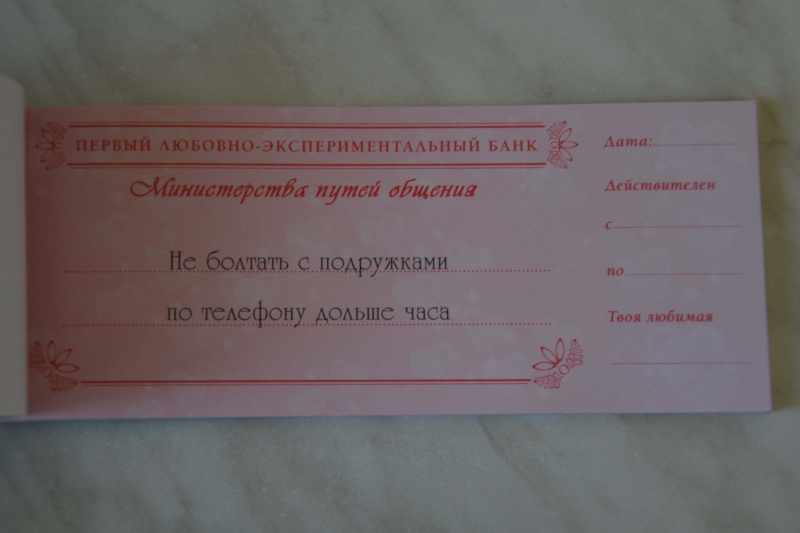 ПЕРВЫЙ ЛЮБОВНО-ЭКСПЕРИМЕНТАЛЬНЫЙ БАНК
Министерства путей общения
Не болтать с подружками
по телефону дольше часа
Дата:
Действителен
с
по
Твоя любимая